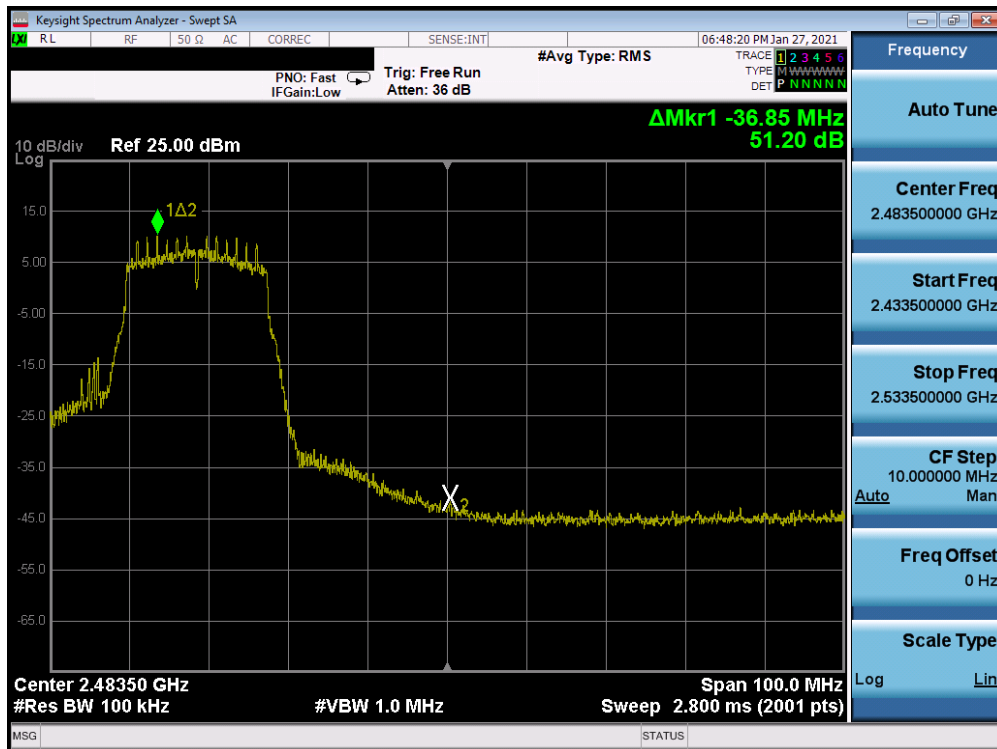 Keysight Spectrum Analyzer - Swept SA
LXI RL RF 50 Ω AC CORREC SENSE:INT 06:48:20 PM Jan 27, 2021
#Avg Type: RMS TRACE 1 2 3 4 5 6
PNO: Fast Trig: Free Run TYPE M WWWWW
IFGain:Low Atten: 36 dB DET P N N N N N
ΔMkr1 -36.85 MHz
51.20 dB
10 dB/div Ref 25.00 dBm
Log
15.0
1Δ2
5.00
-5.00
-15.0
-25.0
-35.0
X2
-45.0
-55.0
-65.0
Center 2.48350 GHz Span 100.0 MHz
#Res BW 100 kHz #VBW 1.0 MHz Sweep 2.800 ms (2001 pts)
MSG STATUS
Frequency
Auto Tune
Center Freq
2.483500000 GHz
Start Freq
2.433500000 GHz
Stop Freq
2.533500000 GHz
CF Step
10.000000 MHz
Auto Man
Freq Offset
0 Hz
Scale Type
Log Lin